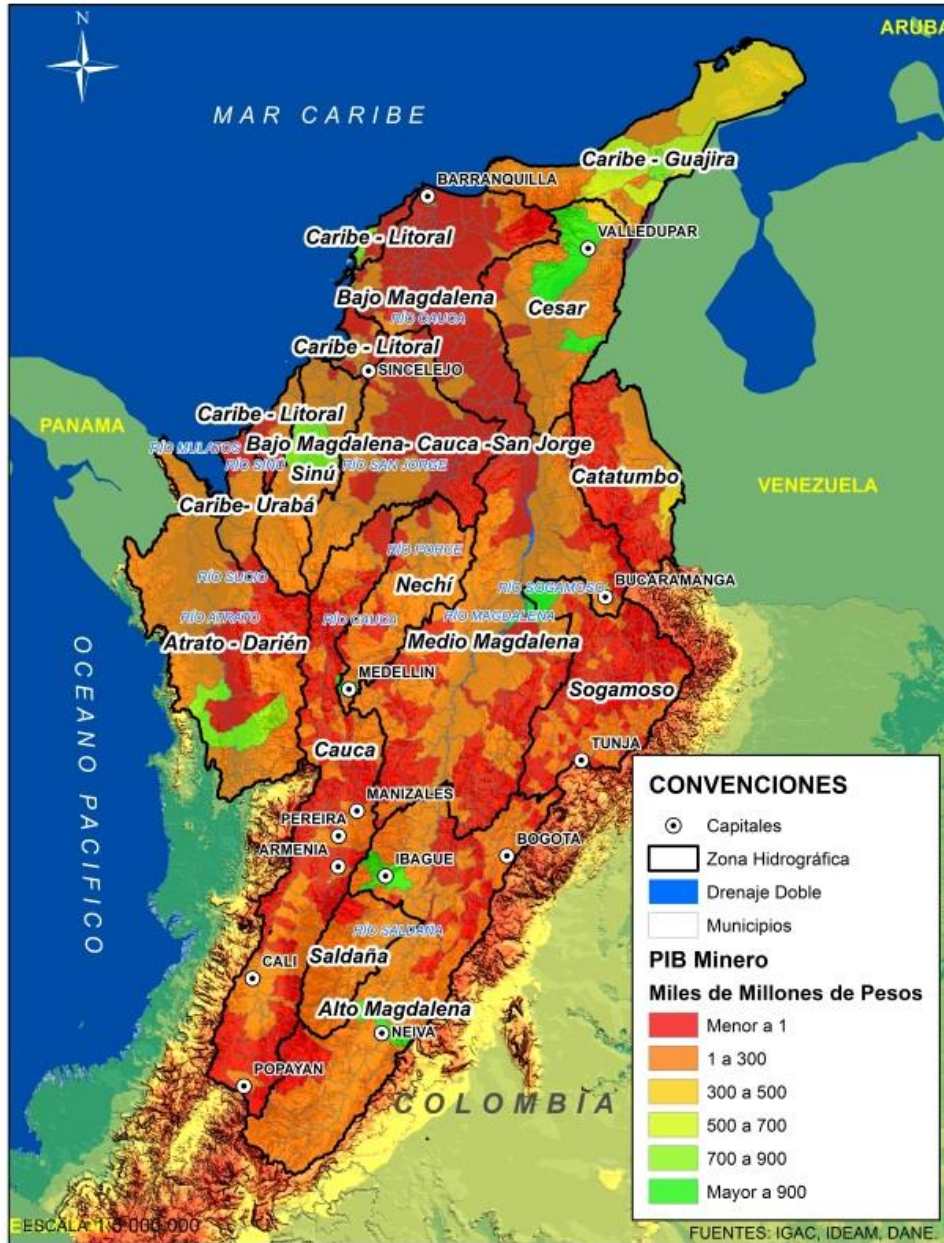 N
ARUBA
MAR CARIBE
Caribe - Guajira
BARRANQUILLA
Caribe - Litoral
VALLEDUPAR
Bajo Magdalena
Cesar
RÍO CAUCA
Caribe - Litoral
SINCELEJO
Caribe - Litoral
PANAMA
RÍO MULATOS
Bajo Magdalena- Cauca -San Jorge
RÍO SINÚ
Sinú
RÍO SAN JORGE
Catatumbo
VENEZUELA
Caribe- Urabá
RÍO PORCE
RÍO SUCIO
Nechí
RÍO SOGAMOSO
BUCARAMANGA
RÍO ATRATO
RÍO CAUCA
RÍO MAGDALENA
Atrato - Darién
Medio Magdalena
MEDELLIN
Sogamoso
OCEANO PACIFICO
Cauca
TUNJA
MANIZALES
PEREIRA
ARMENIA
BOGOTA
IBAGUE
RÍO SALDAÑA
Saldaña
CALI
Alto Magdalena
NEIVA
POPAYAN
COLOMBIA
CONVENCIONES
Capitales
Zona Hidrográfica
Drenaje Doble
Municipios
PIB Minero
Miles de Millones de Pesos
Menor a 1
1 a 300
300 a 500
500 a 700
700 a 900
Mayor a 900
FUENTES: IGAC, IDEAM, DANE.